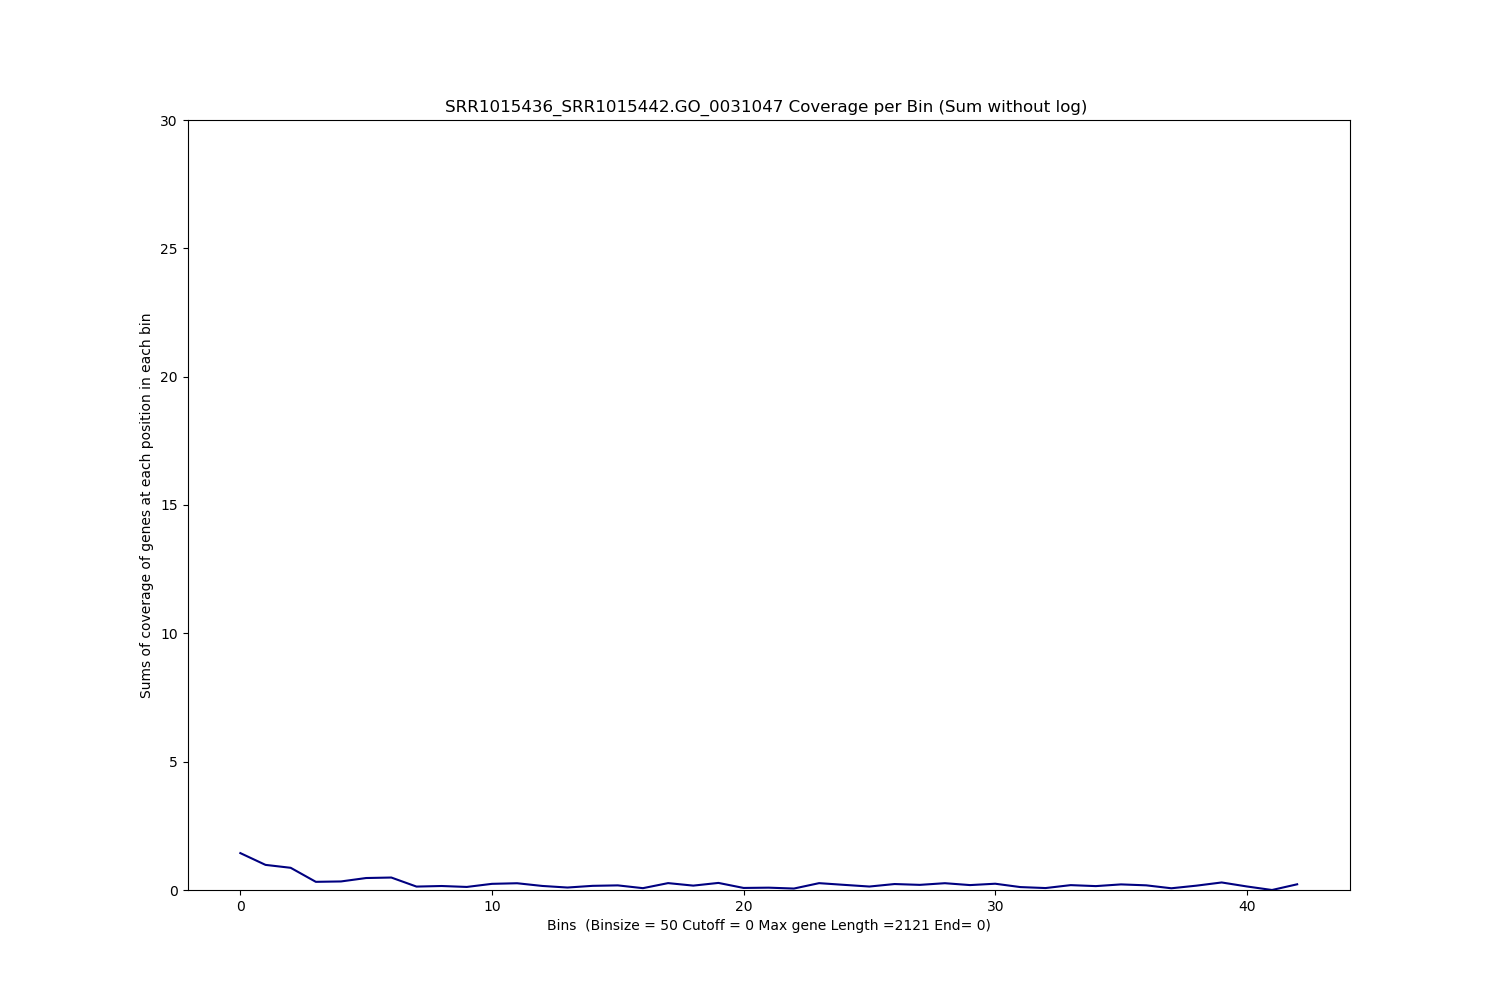 SRR1015436_SRR1015442.GO_0031047 Coverage per Bin (Sum without log)
30
25
20
15
10
5
0
Sums of coverage of genes at each position in each bin
0 10 20 30 40
Bins  (Binsize = 50 Cutoff = 0 Max gene Length =2121 End= 0)